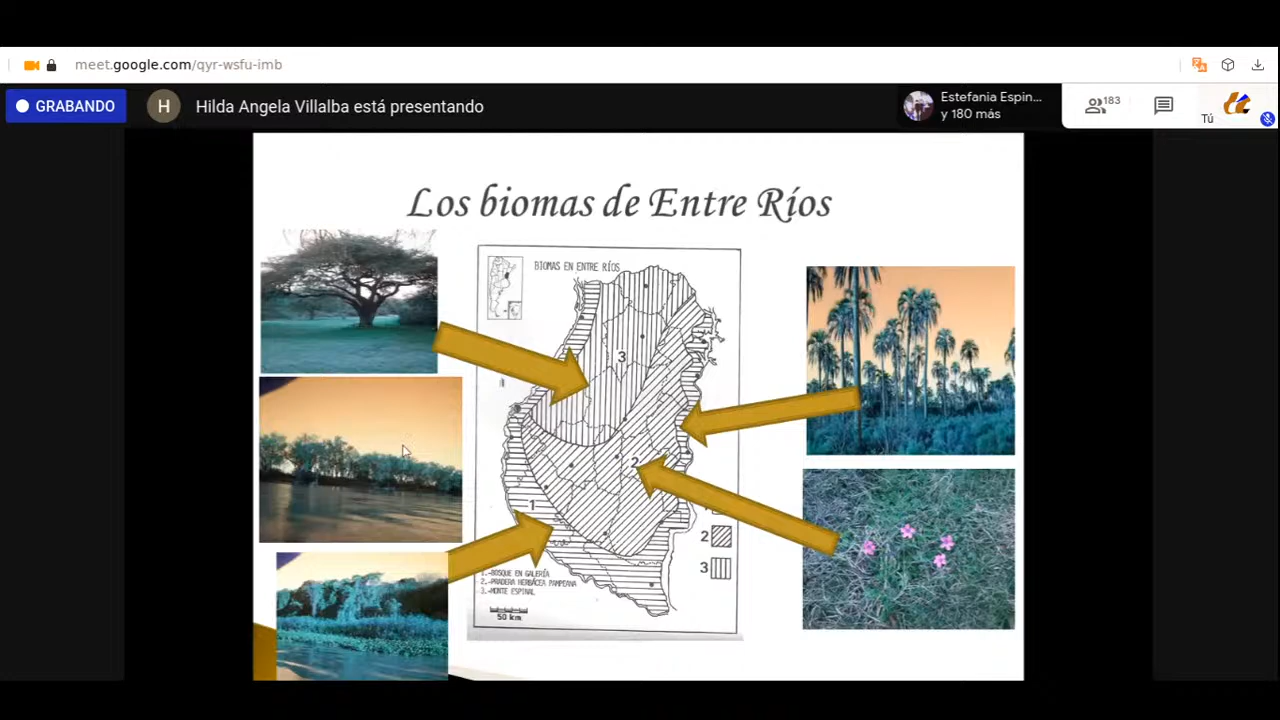 meet.google.com/qyr-wsfu-imb
GRABANDO
H
Hilda Angela Villalba está presentando
Estefania Espin...
y 180 más
183
Tú
Los biomas de Entre Ríos
BIOMAS EN ENTRE RÍOS
3
2
1
2
3
1.-BOSQUE EN GALERÍA
2.-PRADERA HERBÁCEA PAMPEANA
3.-MONTE ESPINAL
50 km.